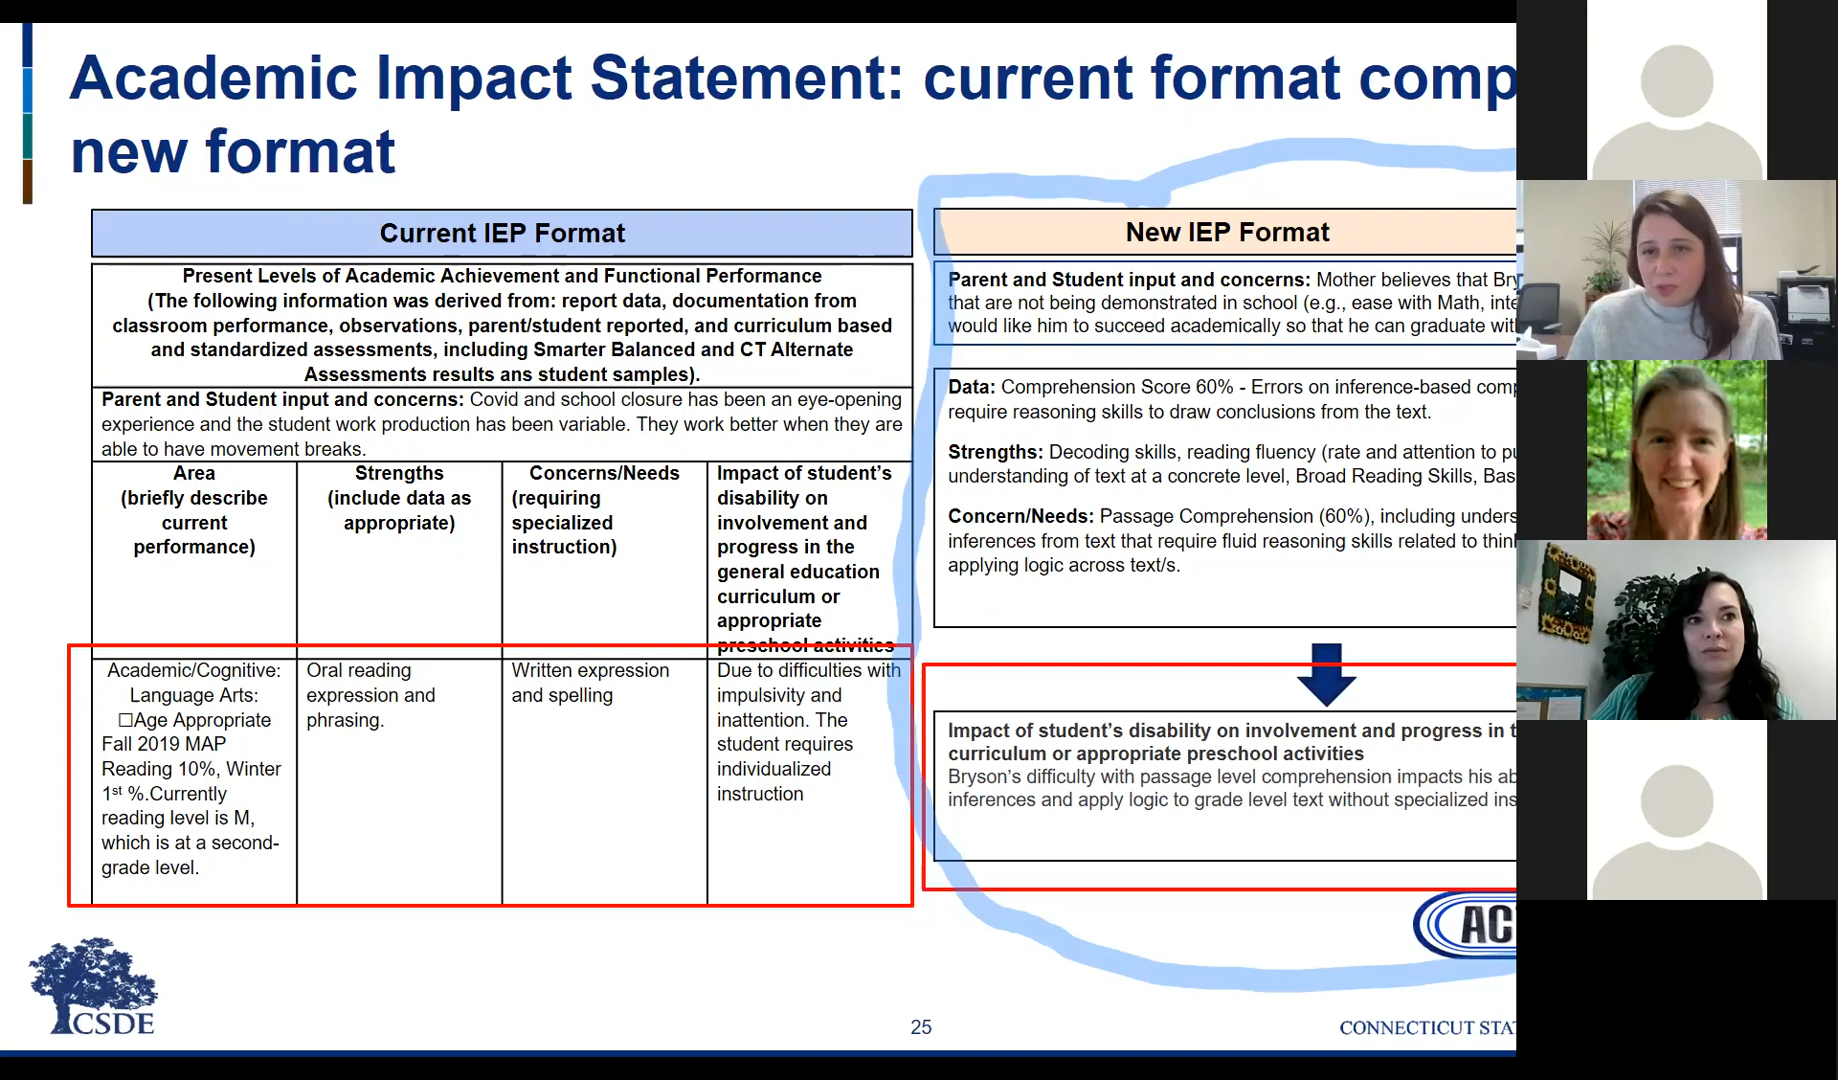 Academic Impact Statement: current format comp
new format
Current IEP Format
Present Levels of Academic Achievement and Functional Performance
(The following information was derived from: report data, documentation from
classroom performance, observations, parent/student reported, and curriculum based
and standardized assessments, including Smarter Balanced and CT Alternate
Assessments results ans student samples).
Parent and Student input and concerns: Covid and school closure has been an eye-opening
experience and the student work production has been variable. They work better when they are
able to have movement breaks.
Area
(briefly describe
current
performance)
Strengths
(include data as
appropriate)
Concerns/Needs
(requiring
specialized
instruction)
Impact of student's
disability on
involvement and
progress in the
general education
curriculum or
appropriate
preschool activities
Academic/Cognitive:
Language Arts:
☐Age Appropriate
Fall 2019 MAP
Reading 10%, Winter
1st %.Currently
reading level is M,
which is at a second-
grade level.
Oral reading
expression and
phrasing.
Written expression
and spelling
Due to difficulties with
impulsivity and
inattention. The
student requires
individualized
instruction
New IEP Format
Parent and Student input and concerns: Mother believes that Bry
that are not being demonstrated in school (e.g., ease with Math, inte
would like him to succeed academically so that he can graduate wit
Data: Comprehension Score 60% - Errors on inference-based comp
require reasoning skills to draw conclusions from the text.
Strengths: Decoding skills, reading fluency (rate and attention to pu
understanding of text at a concrete level, Broad Reading Skills, Bas
Concern/Needs: Passage Comprehension (60%), including unders
inferences from text that require fluid reasoning skills related to thin
applying logic across text/s.
Impact of student's disability on involvement and progress in t
curriculum or appropriate preschool activities
Bryson's difficulty with passage level comprehension impacts his ab
inferences and apply logic to grade level text without specialized ins
AC
CSDE
25
CONNECTICUT STA